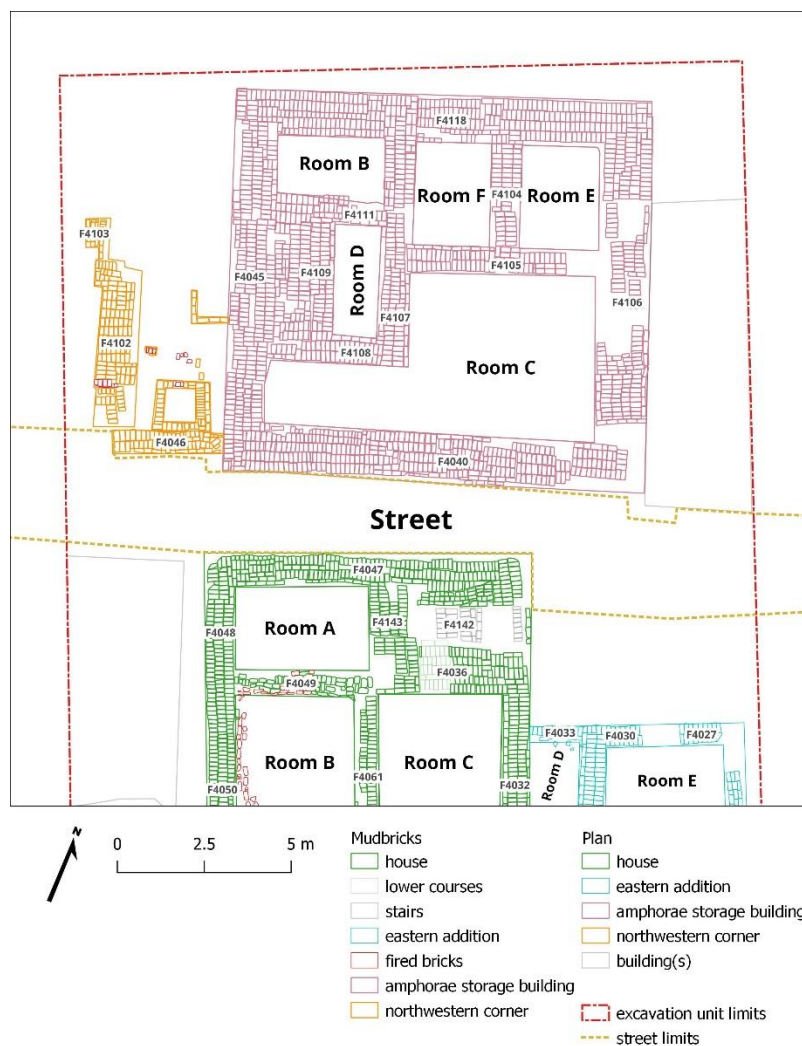 F4118
Room B
Room F
F4104
Room E
F4111
F4103
F4045
F4109
Room D
F4105
F4106
F4107
F4102
F4108
Room C
F4046
F4040
Street
F4047
F4048
Room A
F4143
F4142
F4049
F4036
F4033
F4030
F4027
Room B
Room C
Room D
Room E
F4050
F4061
F4032
N
0 2.5 5 m
Mudbricks
house
lower courses
stairs
eastern addition
fired bricks
amphorae storage building
northwestern corner
Plan
house
eastern addition
amphorae storage building
northwestern corner
building(s)
excavation unit limits
street limits